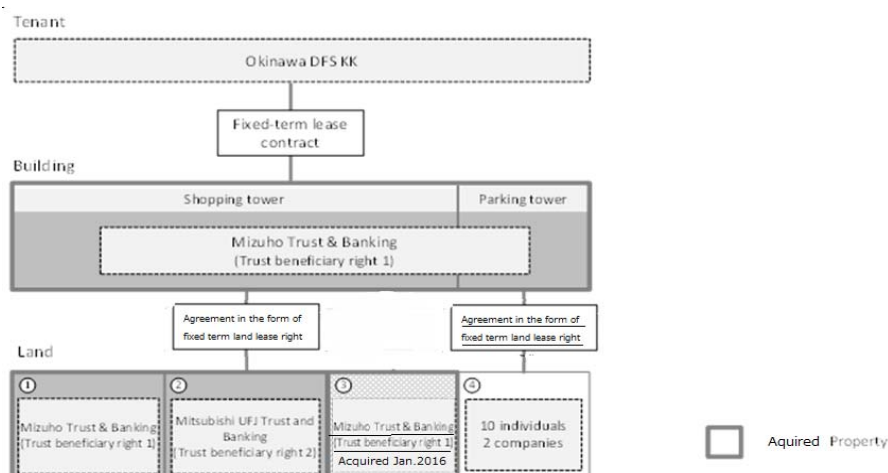 Tenant
Okinawa DFS KK
Fixed-term lease
contract
Building
Shopping tower
Parking tower
Mizuho Trust & Banking
(Trust beneficiary right 1)
Agreement in the form of
fixed term land lease right
Agreement in the form of
fixed term land lease right
Land
①
②
③
④
Mizuho Trust & Banking
(Trust beneficiary right 1)
Mitsubishi UFJ Trust and
Banking
(Trust beneficiary right 2)
Mizuho Trust & Banking
(Trust beneficiary right 1)
Acquired Jan.2016
10 individuals
2 companies
Aquired Property